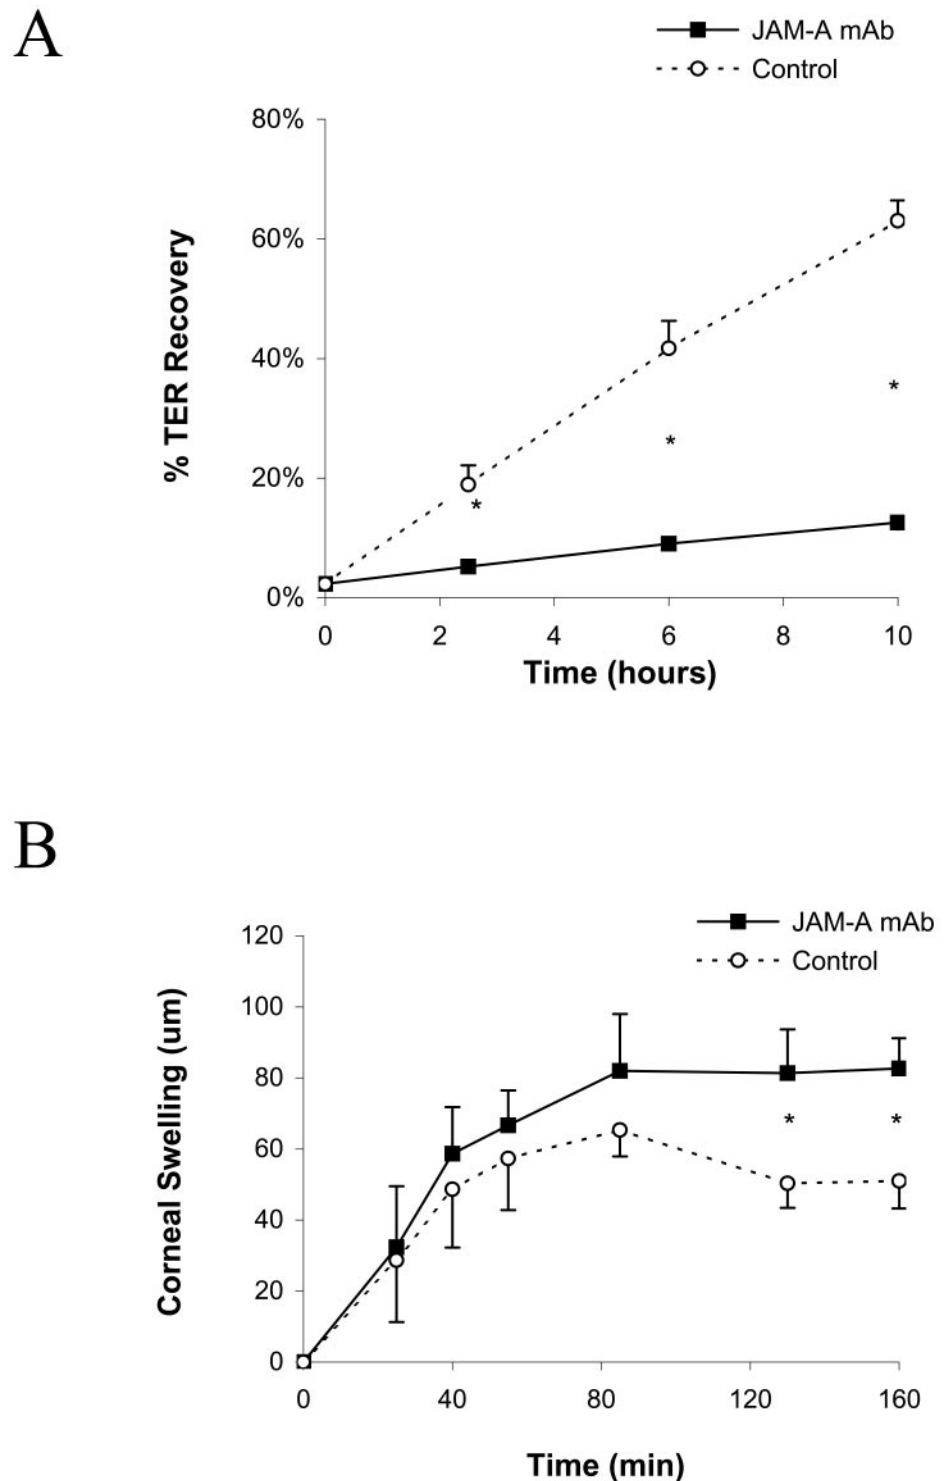 A
JAM-A mAb
Control
80%
60%
40%
20%
0%
% TER Recovery
*
*
*
0 2 4 6 8 10
Time (hours)
B
JAM-A mAb
Control
120
100
80
60
40
20
0
Corneal Swelling (um)
* *
0 40 80 120 160
Time (min)